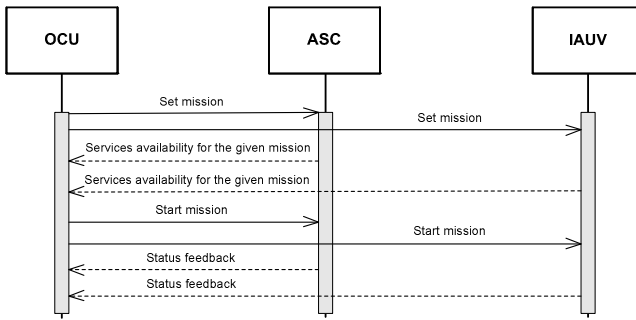 OCU
ASC
IAUV
Set mission
Set mission
Services availability for the given mission
Services availability for the given mission
Start mission
Start mission
Status feedback
Status feedback